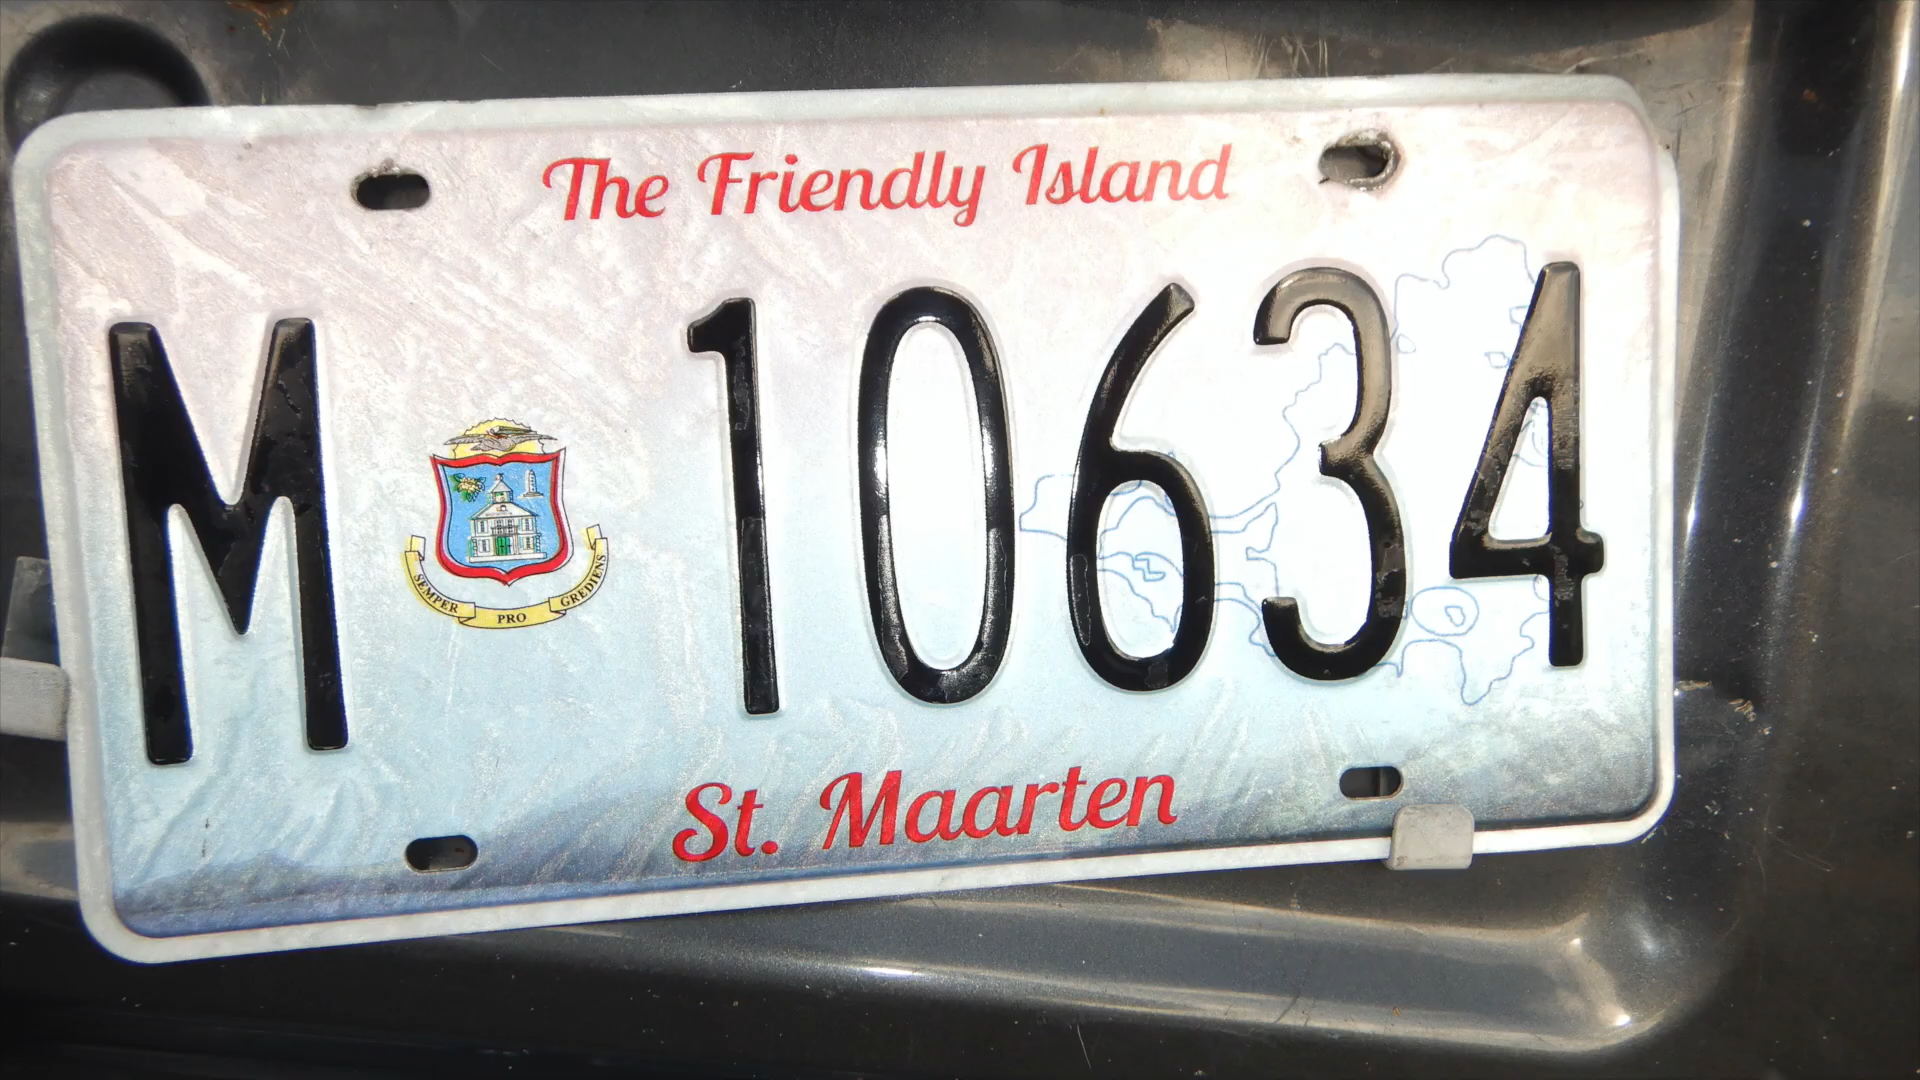 The Friendly Island
M 10634
SEMPER PRO GREDIENS
St. Maarten